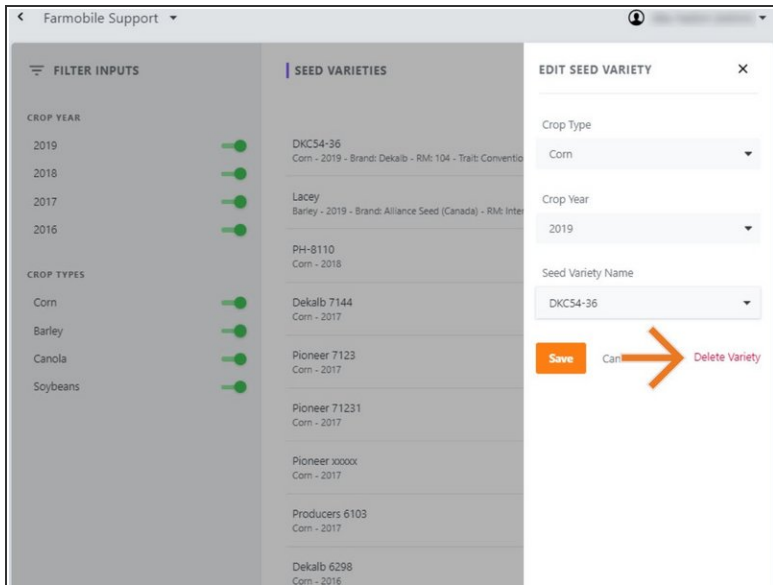 Farmobile Support
FILTER INPUTS
CROP YEAR
2019
2018
2017
2016
CROP TYPES
Corn
Barley
Canola
Soybeans
SEED VARIETIES
DKC54-36
Corn - 2019 - Brand: Dekalb - RM: 104 - Trait: Conventio
Lacey
Barley - 2019 - Brand: Alliance Seed (Canada) - RM: Inter
PH-8110
Corn - 2018
Dekalb 7144
Corn - 2017
Pioneer 7123
Corn - 2017
Pioneer 71231
Corn - 2017
Pioneer xxxxx
Corn - 2017
Producers 6103
Corn - 2017
Dekalb 6298
Corn - 2016
EDIT SEED VARIETY
Crop Type
Corn
Crop Year
2019
Seed Variety Name
DKC54-36
Save Can Delete Variety